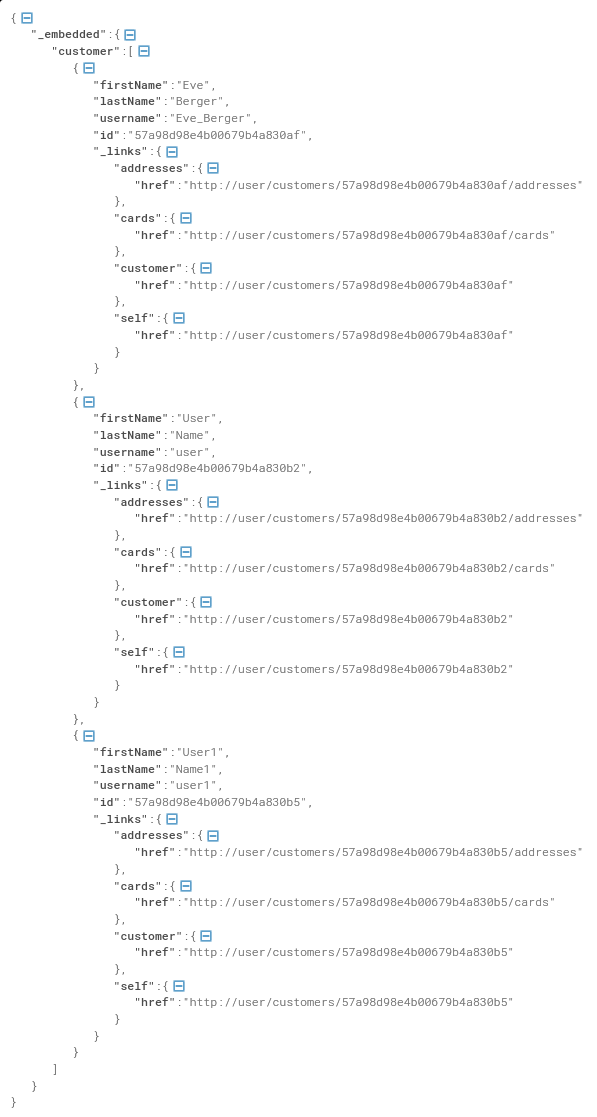 {
"_embedded":{
"customer":[
{
"firstName":"Eve",
"lastName":"Berger",
"username":"Eve_Berger",
"id":"57a98d98e4b00679b4a830af",
"_links":{
"addresses":{
"href":"http://user/customers/57a98d98e4b00679b4a830af/addresses"
},
"cards":{
"href":"http://user/customers/57a98d98e4b00679b4a830af/cards"
},
"customer":{
"href":"http://user/customers/57a98d98e4b00679b4a830af"
},
"self":{
"href":"http://user/customers/57a98d98e4b00679b4a830af"
}
}
},
{
"firstName":"User",
"lastName":"Name",
"username":"user",
"id":"57a98d98e4b00679b4a830b2",
"_links":{
"addresses":{
"href":"http://user/customers/57a98d98e4b00679b4a830b2/addresses"
},
"cards":{
"href":"http://user/customers/57a98d98e4b00679b4a830b2/cards"
},
"customer":{
"href":"http://user/customers/57a98d98e4b00679b4a830b2"
},
"self":{
"href":"http://user/customers/57a98d98e4b00679b4a830b2"
}
}
},
{
"firstName":"User1",
"lastName":"Name1",
"username":"user1",
"id":"57a98d98e4b00679b4a830b5",
"_links":{
"addresses":{
"href":"http://user/customers/57a98d98e4b00679b4a830b5/addresses"
},
"cards":{
"href":"http://user/customers/57a98d98e4b00679b4a830b5/cards"
},
"customer":{
"href":"http://user/customers/57a98d98e4b00679b4a830b5"
},
"self":{
"href":"http://user/customers/57a98d98e4b00679b4a830b5"
}
}
}
]
}
}